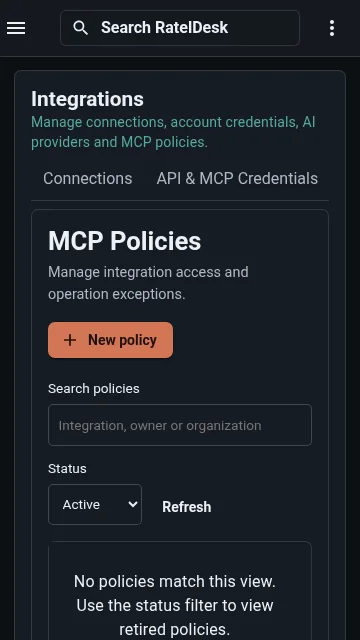 Search RatelDesk
Integrations
Manage connections, account credentials, AI
providers and MCP policies.
Connections
API & MCP Credentials
MCP Policies
Manage integration access and
operation exceptions.
New policy
Search policies
Integration, owner or organization
Status
Active
Refresh
No policies match this view.
Use the status filter to view
retired policies.